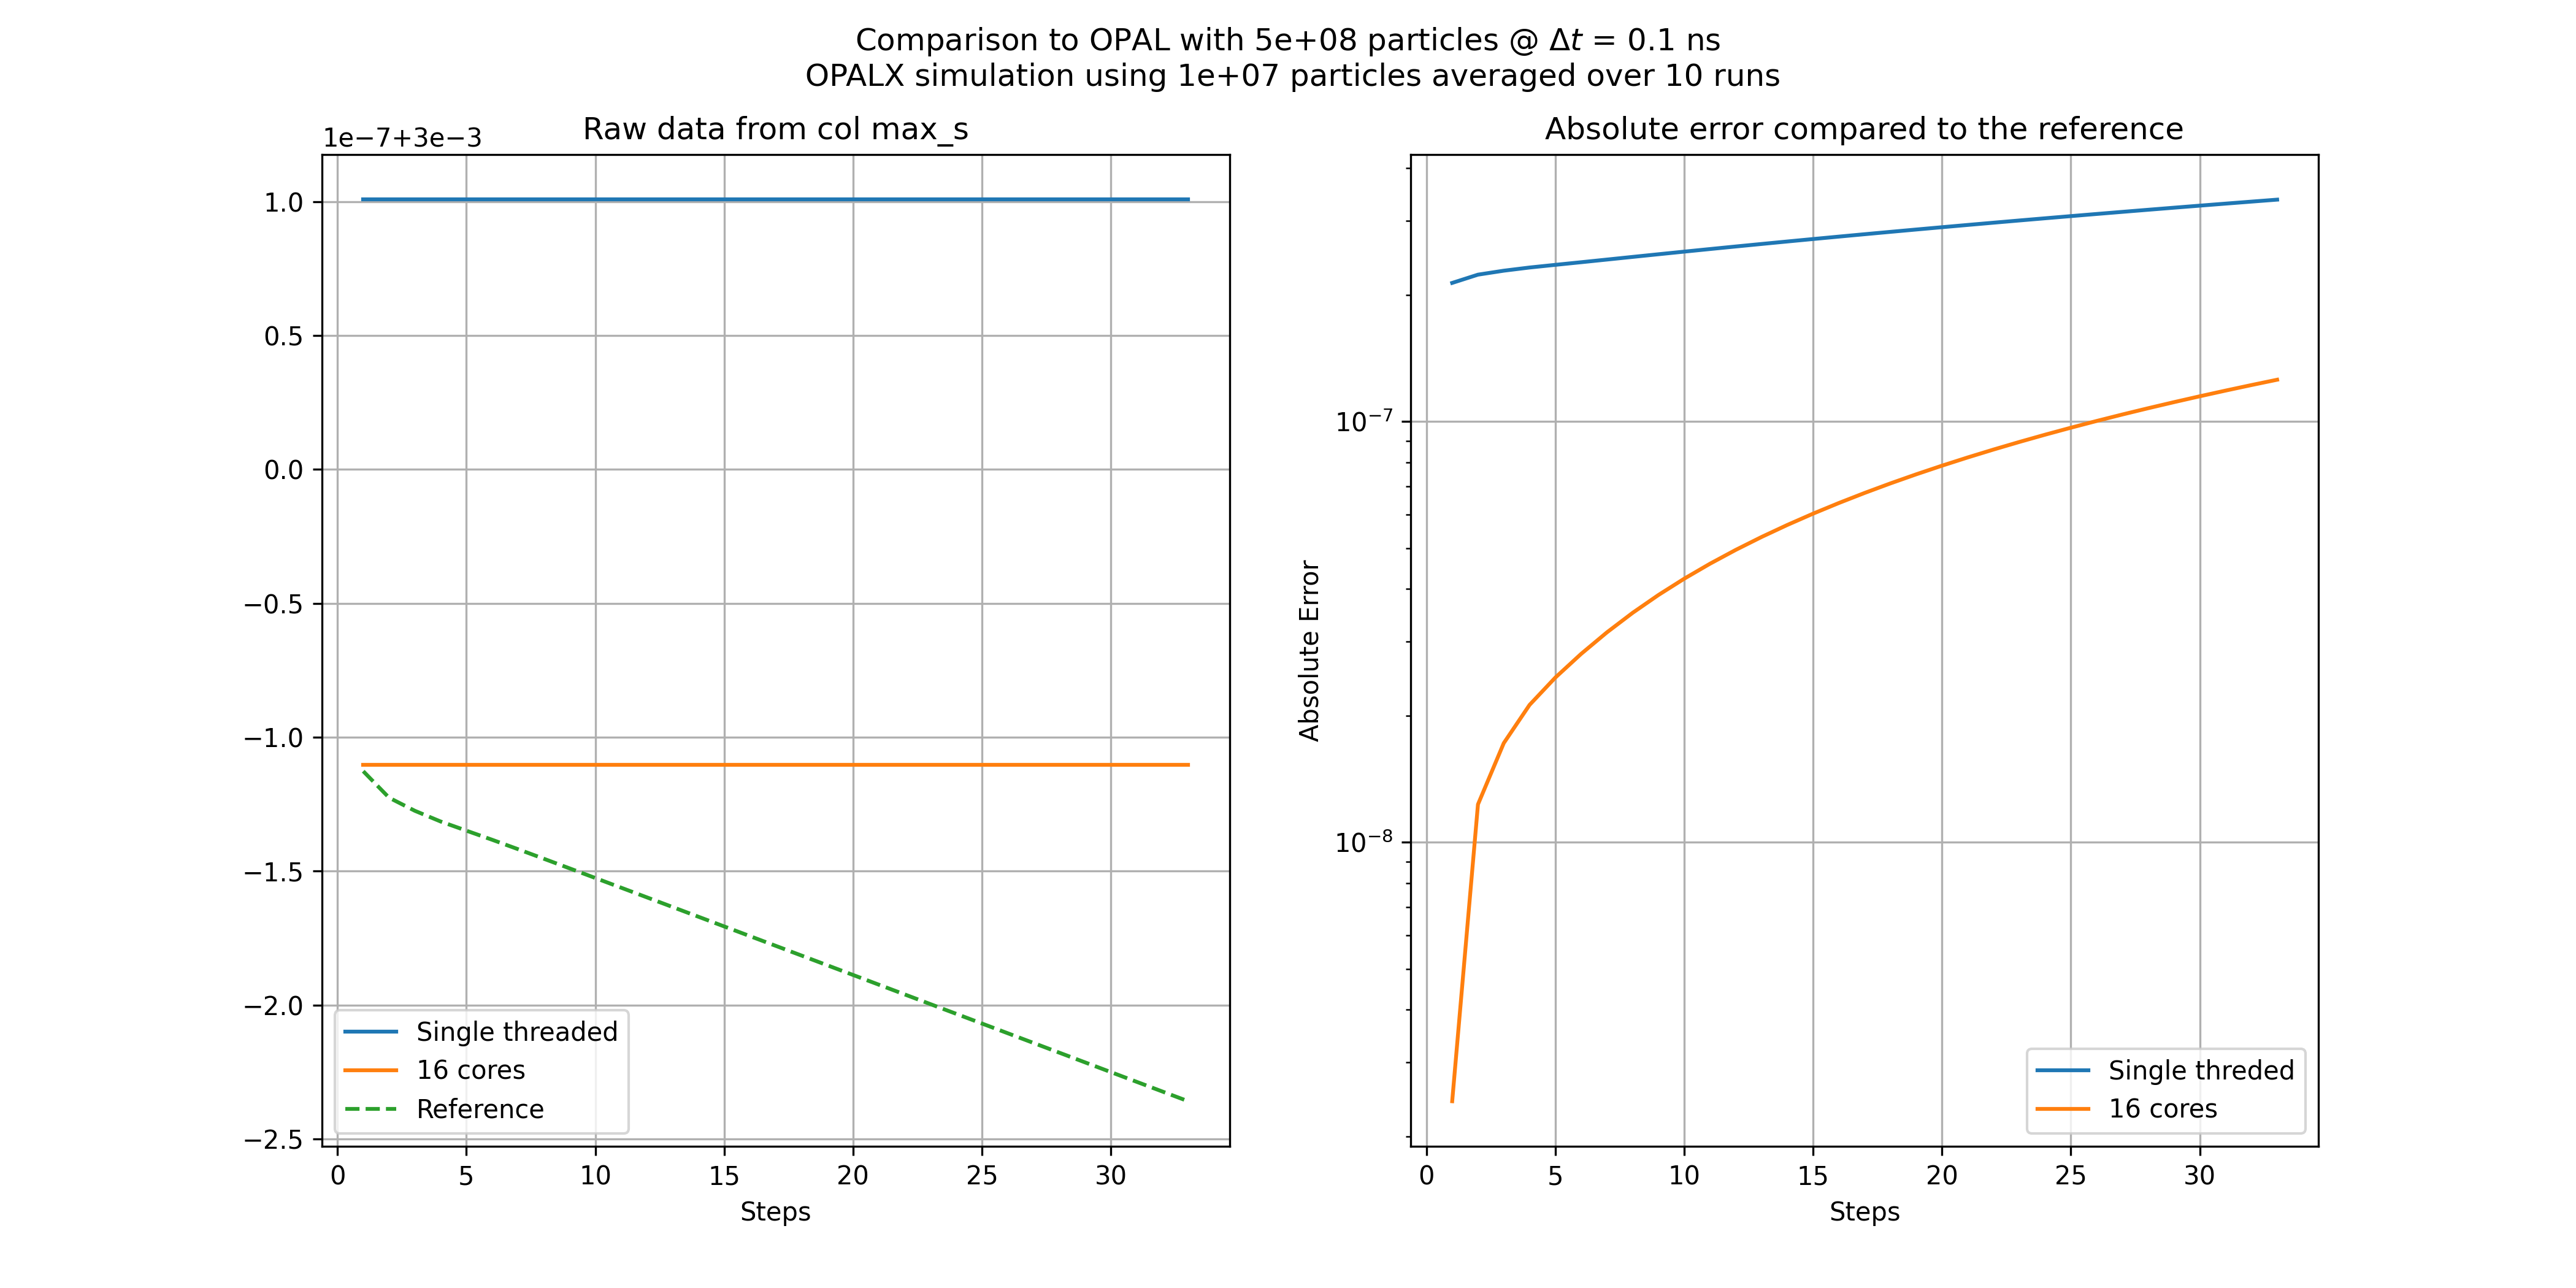 Comparison to OPAL with 5e+08 particles @ Δt = 0.1 ns
OPALX simulation using 1e+07 particles averaged over 10 runs
Raw data from col max_s
1e−7+3e−3
1.0
0.5
0.0
−0.5
−1.0
−1.5
−2.0
−2.5
0 5 10 15 20 25 30
Steps
Single threaded
16 cores
Reference
Absolute error compared to the reference
Absolute Error
10⁻⁷
10⁻⁸
0 5 10 15 20 25 30
Steps
Single threded
16 cores